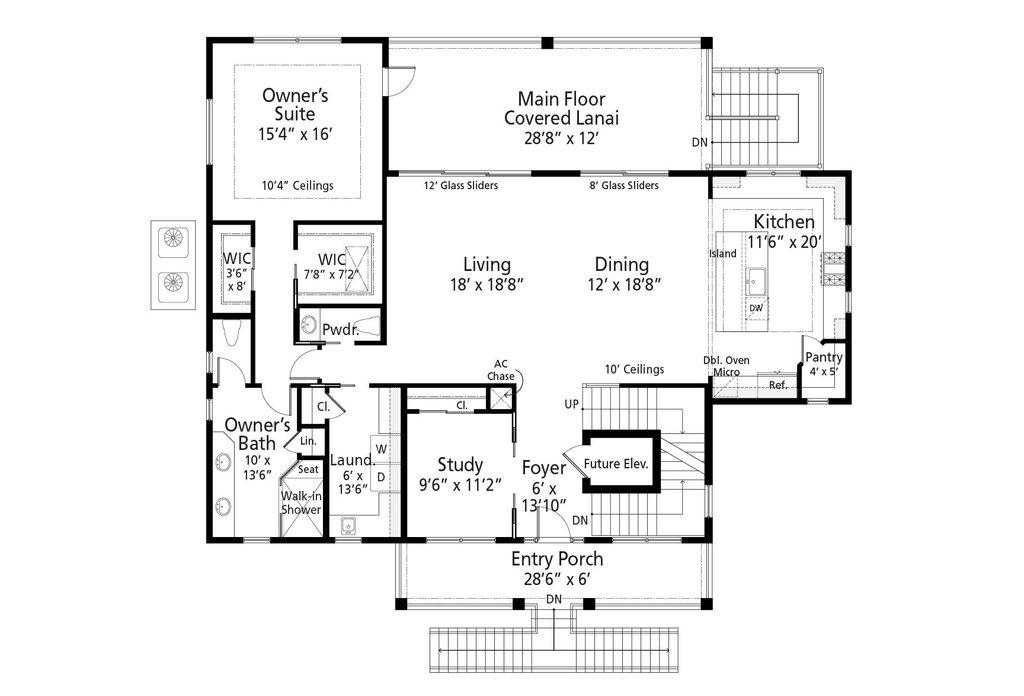 Owner's
Suite
15'4" x 16'
10'4" Ceilings
Main Floor
Covered Lanai
28'8" x 12'
DN
12' Glass Sliders
8' Glass Sliders
Kitchen
11'6" x 20'
Island
DW
WIC
3'6"
x 8'
WIC
7'8" x 7'2"
Living
18' x 18'8"
Dining
12' x 18'8"
Pwdr.
10' Ceilings
AC
Chase
Dbl. Oven
Micro
Ref.
Pantry
4' x 5'
Cl.
Cl.
UP
Owner's
Bath
10' x
13'6"
Lin.
Seat
Walk-in
Shower
Laund.
6' x
13'6"
W
D
Study
9'6" x 11'2"
Foyer
6' x
13'10"
Future Elev.
DN
Entry Porch
28'6" x 6'
DN